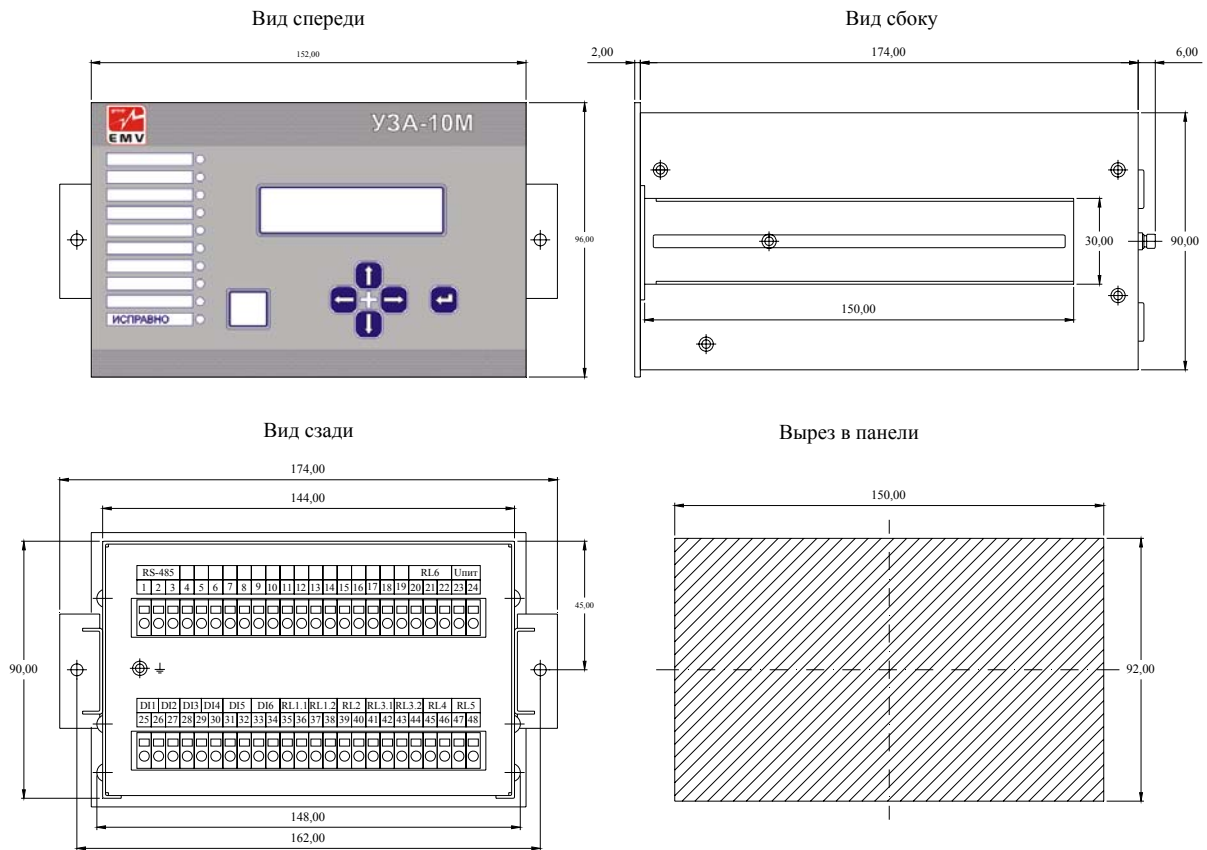 Вид спереди
Вид сбоку
152,00
2,00
174,00
6,00
EMV
УЗА-10М
ИСПРАВНО
96,00
30,00
90,00
150,00
Вид сзади
Вырез в панели
174,00
144,00
150,00
RS-485 RL6 Uпит
1 2 3 4 5 6 7 8 9 10 11 12 13 14 15 16 17 18 19 20 21 22 23 24
45,00
90,00
92,00
DI1 DI2 DI3 DI4 DI5 DI6 RL1.1 RL1.2 RL2 RL3.1 RL3.2 RL4 RL5
25 26 27 28 29 30 31 32 33 34 35 36 37 38 39 40 41 42 43 44 45 46 47 48
148,00
162,00